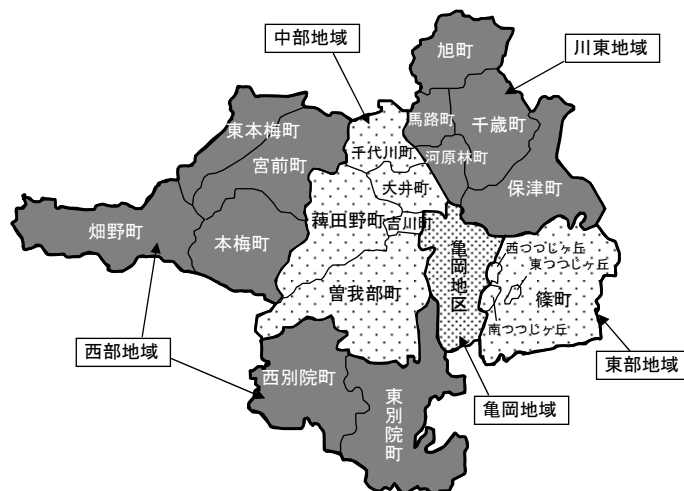 中部地域
旭町
川東地域
東本梅町
馬路町
千歳町
宮前町
千代川町
河原林町
大井町
保津町
畑野町
本梅町
薭田野町
吉川町
亀岡地区
西つつじヶ丘
東つつじヶ丘
曽我部町
篠町
南つつじヶ丘
西部地域
西別院町
東別院町
亀岡地域
東部地域